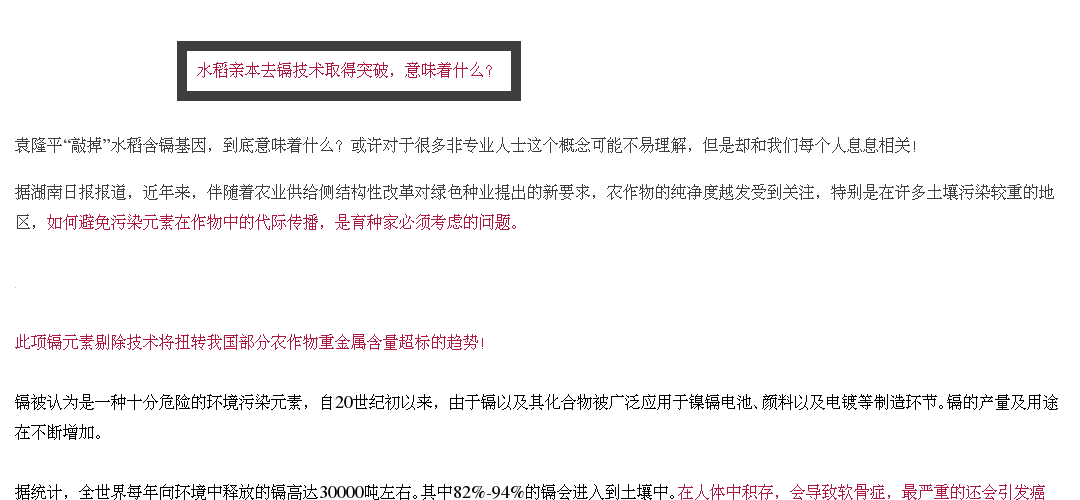 水稻亲本去镉技术取得突破，意味着什么？
袁隆平“敲掉”水稻含镉基因，到底意味着什么？或许对于很多非专业人士这个概念可能不易理解，但是却和我们每个人息息相关！
据湖南日报报道，近年来，伴随着农业供给侧结构性改革对绿色种业提出的新要求，农作物的纯净度越发受到关注，特别是在许多土壤污染较重的地
区，如何避免污染元素在作物中的代际传播，是育种家必须考虑的问题。
此项镉元素剔除技术将扭转我国部分农作物重金属含量超标的趋势！
镉被认为是一种十分危险的环境污染元素，自20世纪初以来，由于镉以及其化合物被广泛应用于镍镉电池、颜料以及电镀等制造环节。镉的产量及用途
在不断增加。
据统计，全世界每年向环境中释放的镉高达30000吨左右。其中82%-94%的镉会进入到土壤中。在人体中积存，会导致软骨症，最严重的还会引发癌